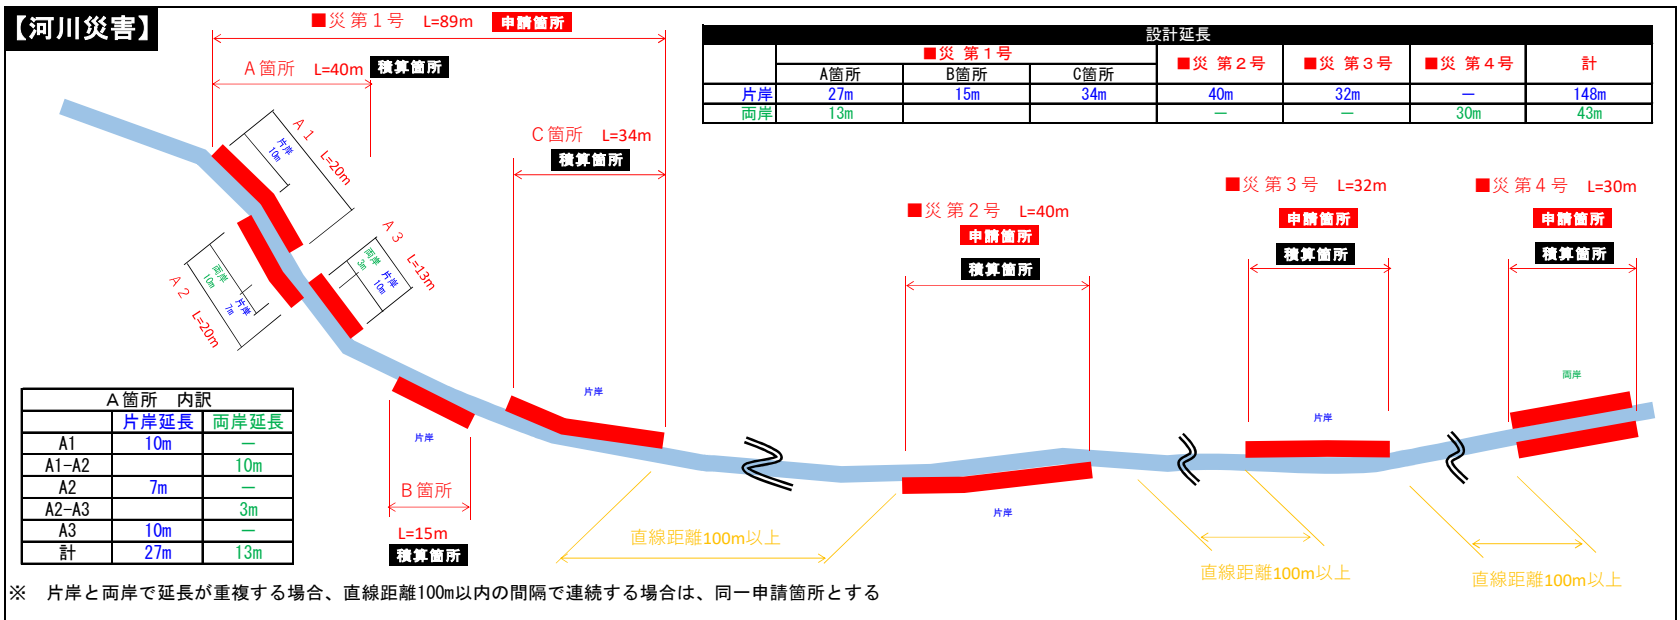 【河川災害】
■災 第1号 L=89m 申請箇所
A箇所 L=40m 積算箇所
A1 L=20m
片岸 10m
A2 L=20m
両岸 10m
片岸 7m
A3 L=13m
両岸 3m
片岸 10m
C箇所 L=34m
積算箇所
片岸
B箇所
L=15m
積算箇所
片岸
設計延長
■災 第1号 ■災 第2号 ■災 第3号 ■災 第4号 計
A箇所 B箇所 C箇所
片岸 27m 15m 34m 40m 32m － 148m
両岸 13m － － 30m 43m
■災 第2号 L=40m
申請箇所
積算箇所
片岸
■災 第3号 L=32m
申請箇所
積算箇所
片岸
■災 第4号 L=30m
申請箇所
積算箇所
両岸
直線距離100m以上
直線距離100m以上
直線距離100m以上
A箇所 内訳
片岸延長 両岸延長
A1 10m －
A1-A2 10m
A2 7m －
A2-A3 3m
A3 10m －
計 27m 13m
※ 片岸と両岸で延長が重複する場合、直線距離100m以内の間隔で連続する場合は、同一申請箇所とする